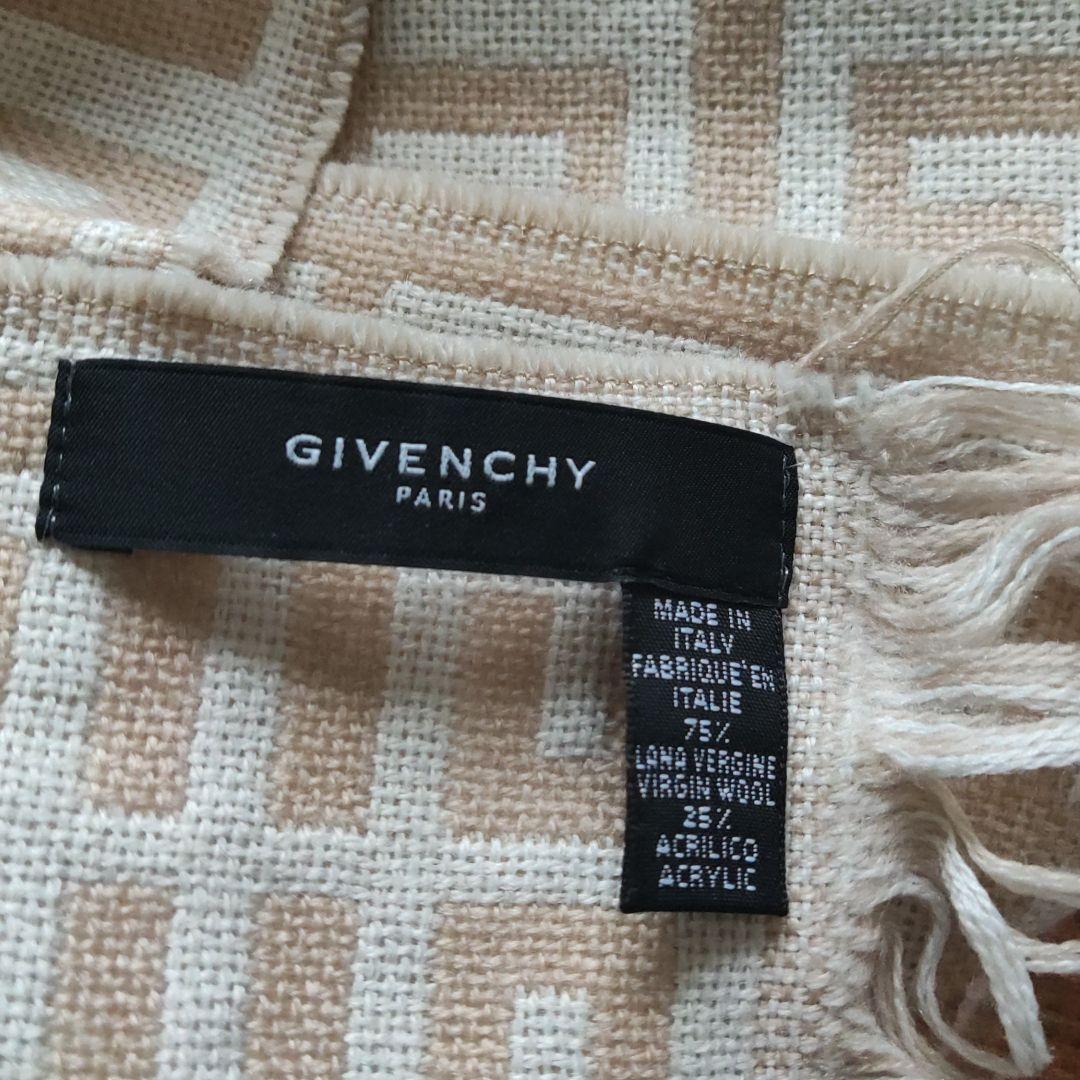 GIVENCHY
PARIS
MADE IN
ITALY
FABRIQUE'EN
ITALIE
75%
LANA VERGINE
VIRGIN WOOL
25%
ACRILICO
ACRYLIC